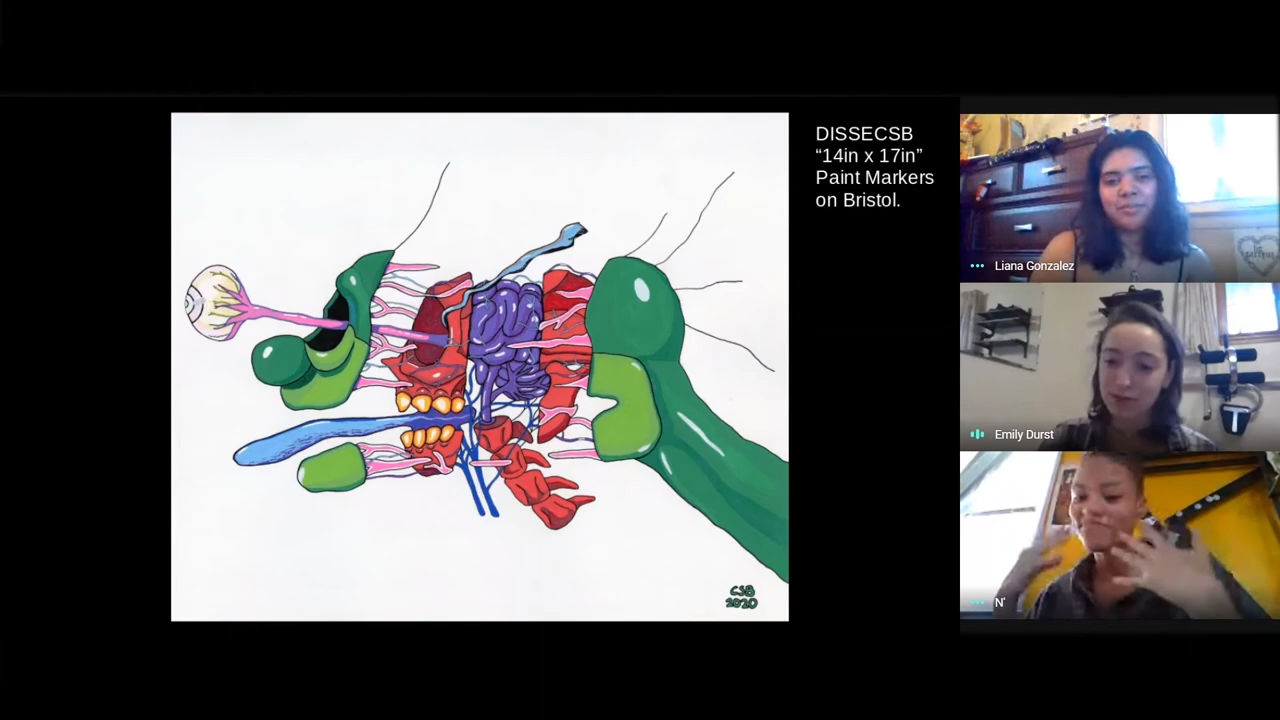 DISSECSB
“14in x 17in”
Paint Markers
on Bristol.
Liana Gonzalez
Emily Durst
N'
CSB
2020